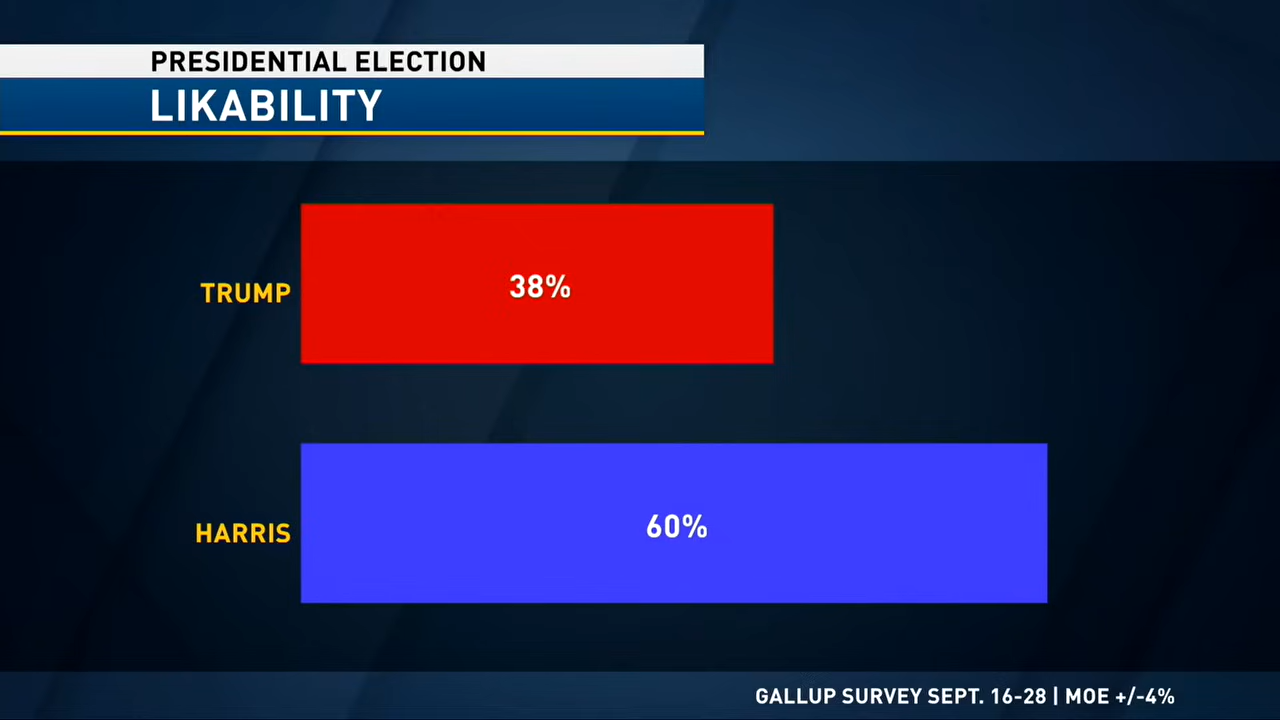 PRESIDENTIAL ELECTION
LIKABILITY
TRUMP
38%
HARRIS
60%
GALLUP SURVEY SEPT. 16-28 | MOE +/-4%